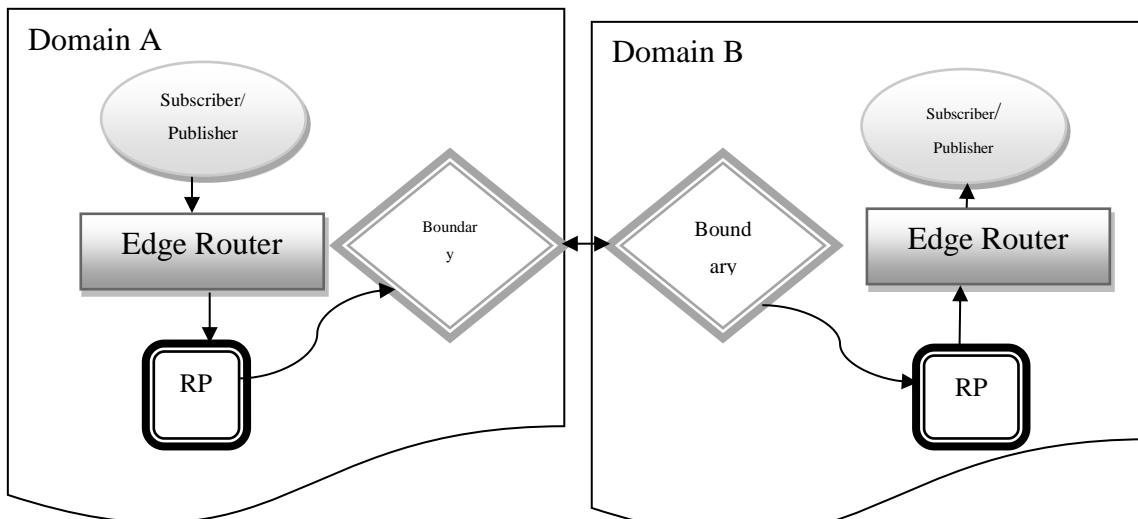 Domain A
Subscriber/
Publisher
Edge Router
RP
Boundar
y
Domain B
Bound
ary
Subscriber/
Publisher
Edge Router
RP